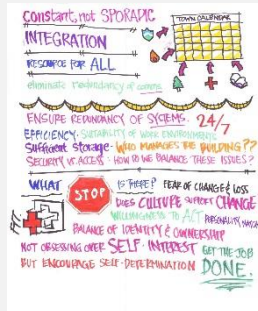 constant, not SPORADIC
TOWN CALENDAR
INTEGRATION
RESOURCE FOR ALL
eliminate redundancy of comms
ENSURE REDUNDANCY OF SYSTEMS. 24/7
EFFICIENCY. SUITABILITY OF WORK ENVIRONMENTS
Sufficient storage. WHO MANAGES THE BUILDING??
SECURITY VS ACCESS: HOW DO WE BALANCE THESE ISSUES?
WHAT STOP IS THERE? FEAR OF CHANGE & LOSS
DOES CULTURE SUPPORT CHANGE
WILLINGNESS TO ACT PERSONALITY
BALANCE OF IDENTITY & OWNERSHIP
NOT OBSESSING OVER SELF-INTEREST
BUT ENCOURAGE SELF-DETERMINATION
GET THE JOB
DONE.